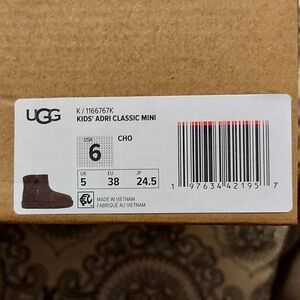 UGG
K / 1166767K
KIDS' ADRI CLASSIC MINI
USA
6
CHO
UK EU JP
5 38 24.5
MADE IN VIETNAM
FABRIQUÉ AU VIETNAM
1 97634 42195 7